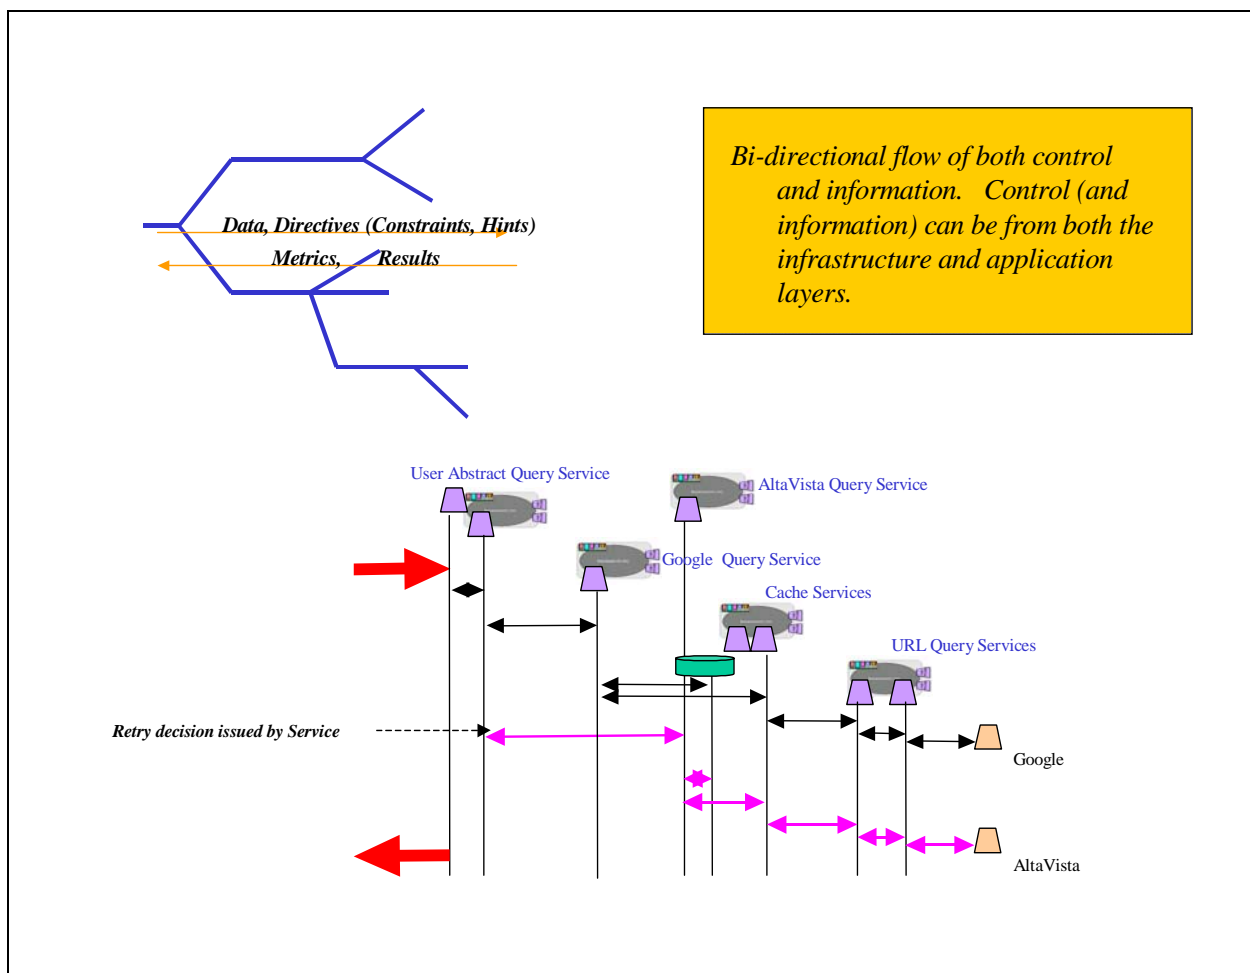 Data, Directives (Constraints, Hints)
Metrics, Results
Bi-directional flow of both control
and information. Control (and
information) can be from both the
infrastructure and application
layers.
User Abstract Query Service
AltaVista Query Service
Google Query Service
Cache Services
URL Query Services
Retry decision issued by Service
Google
AltaVista